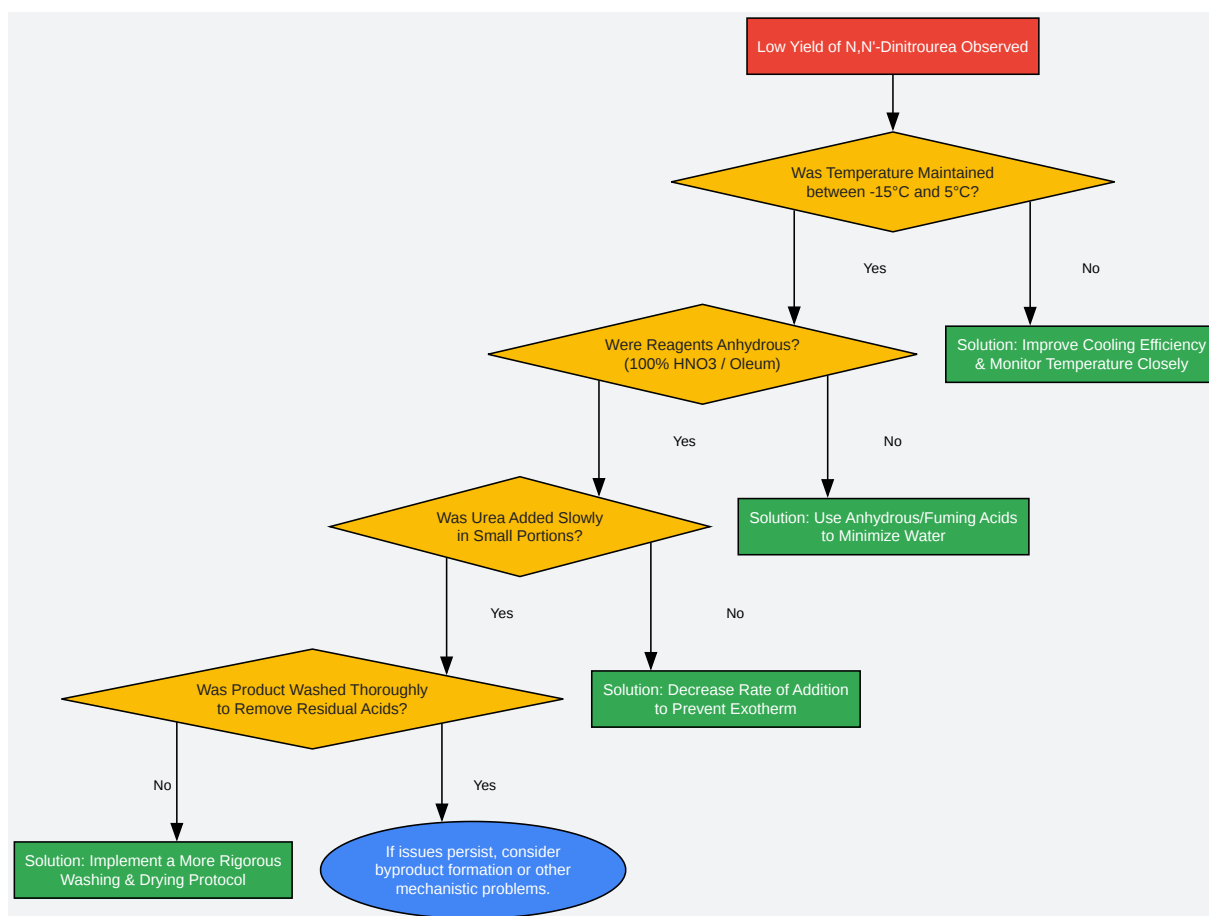 Low Yield of N,N'-Dinitrourea Observed
Was Temperature Maintained
between -15°C and 5°C?
Yes
No
Were Reagents Anhydrous?
(100% HNO3 / Oleum)
Solution: Improve Cooling Efficiency
& Monitor Temperature Closely
Yes
No
Was Urea Added Slowly
in Small Portions?
Solution: Use Anhydrous/Fuming Acids
to Minimize Water
Yes
No
Was Product Washed Thoroughly
to Remove Residual Acids?
Solution: Decrease Rate of Addition
to Prevent Exotherm
No
Yes
Solution: Implement a More Rigorous
Washing & Drying Protocol
If issues persist, consider
byproduct formation or other
mechanistic problems.